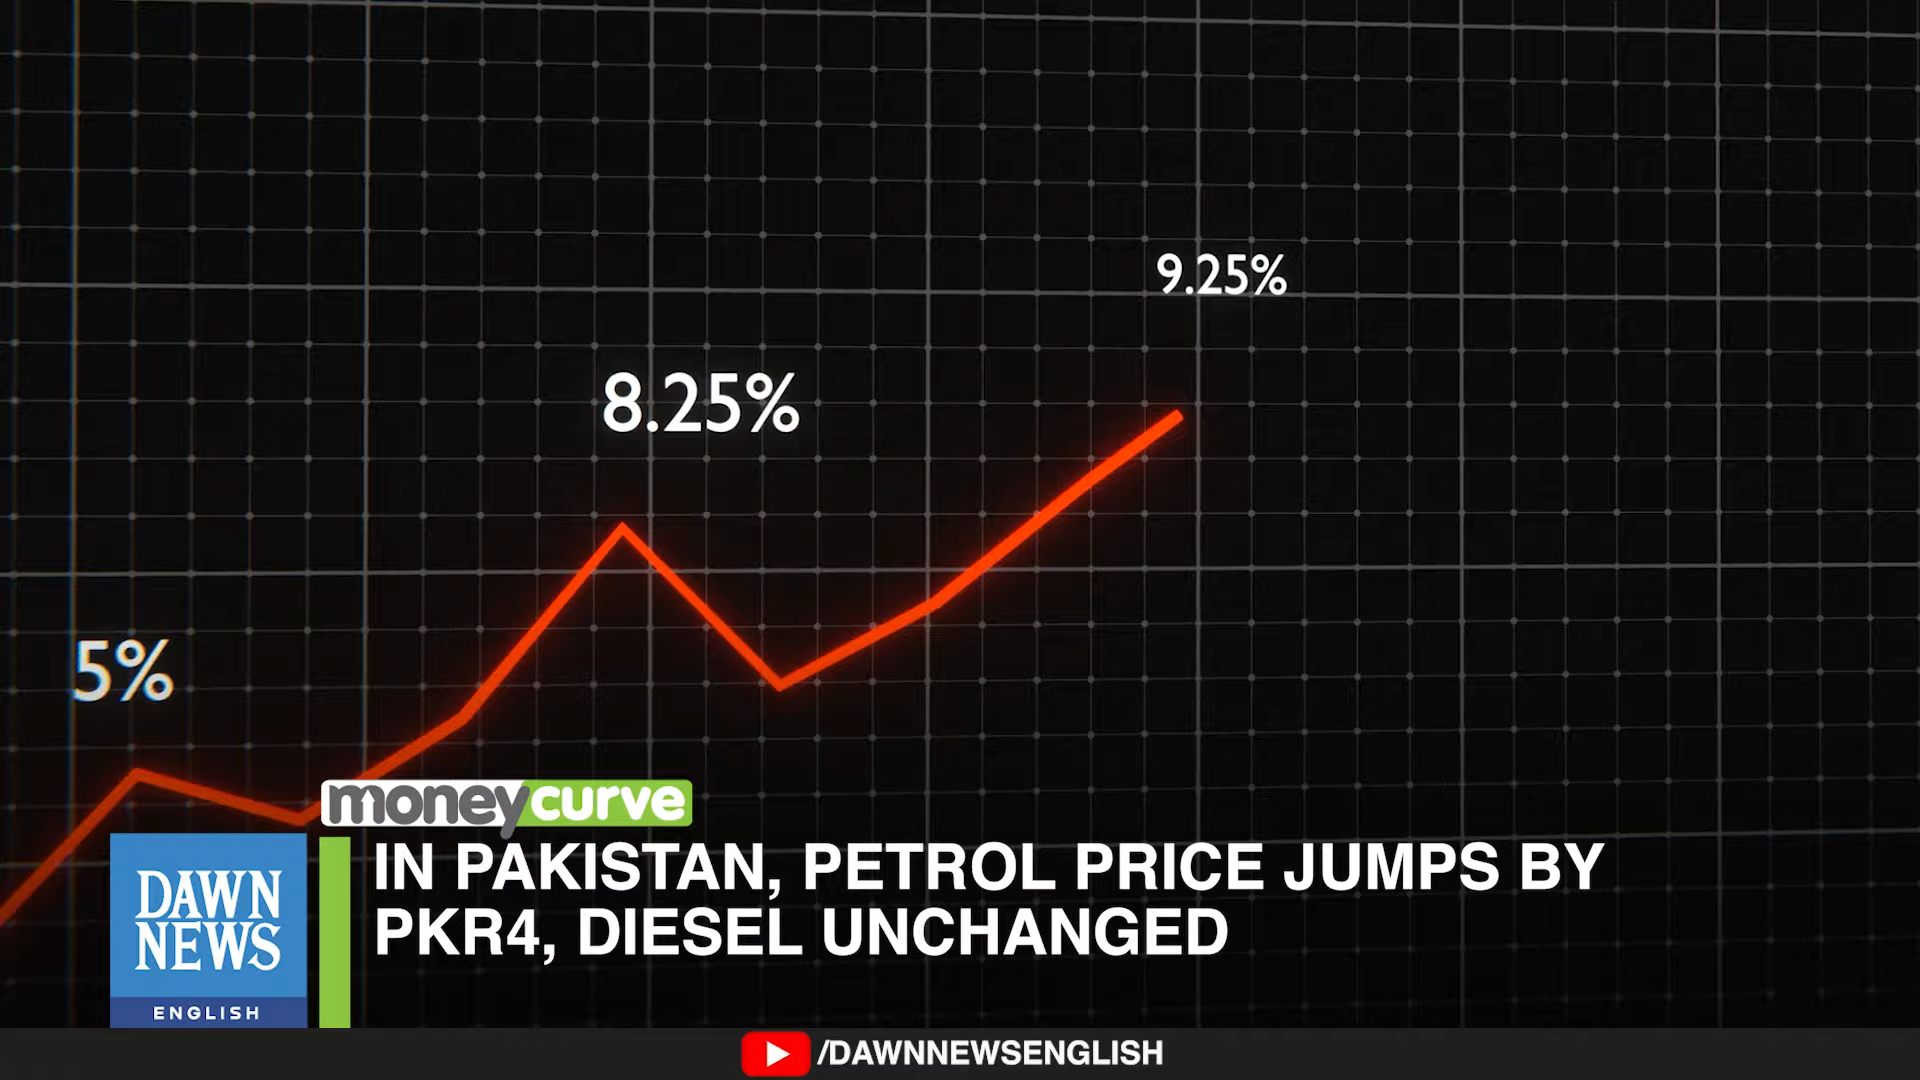 9.25%
8.25%
5%
moneycurve
IN PAKISTAN, PETROL PRICE JUMPS BY
PKR4, DIESEL UNCHANGED
DAWN
NEWS
ENGLISH
/DAWNNEWSENGLISH